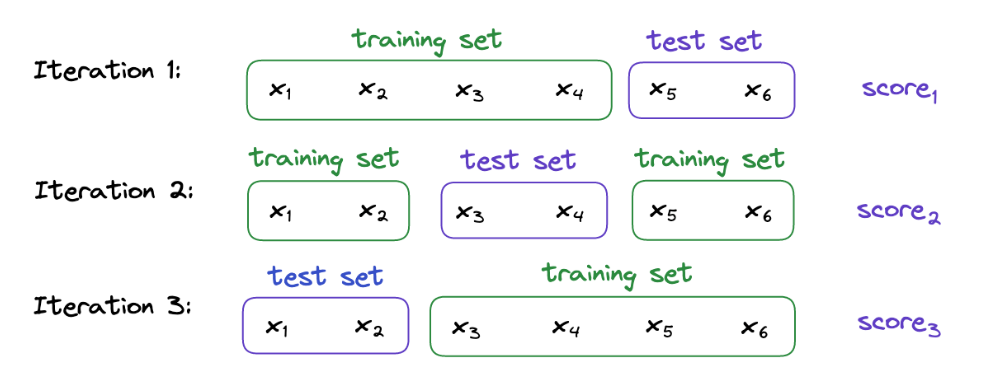 training set test set
Iteration 1: x₁ x₂ x₃ x₄ x₅ x₆ score₁
training set test set training set
Iteration 2: x₁ x₂ x₃ x₄ x₅ x₆ score₂
test set training set
Iteration 3: x₁ x₂ x₃ x₄ x₅ x₆ score₃